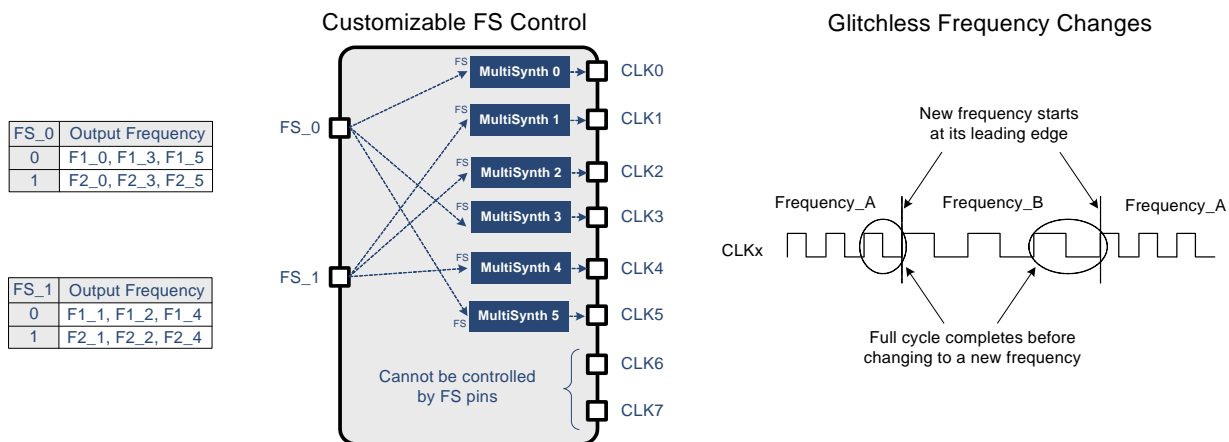 Customizable FS Control
Glitchless Frequency Changes
FS_0 Output Frequency
0 F1_0, F1_3, F1_5
1 F2_0, F2_3, F2_5
FS_1 Output Frequency
0 F1_1, F1_2, F1_4
1 F2_1, F2_2, F2_4
FS_0
FS_1
FS MultiSynth 0 CLK0
FS MultiSynth 1 CLK1
FS MultiSynth 2 CLK2
FS MultiSynth 3 CLK3
FS MultiSynth 4 CLK4
FS MultiSynth 5 CLK5
Cannot be controlled
by FS pins
CLK6
CLK7
New frequency starts
at its leading edge
Frequency_A Frequency_B Frequency_A
CLKx
Full cycle completes before
changing to a new frequency